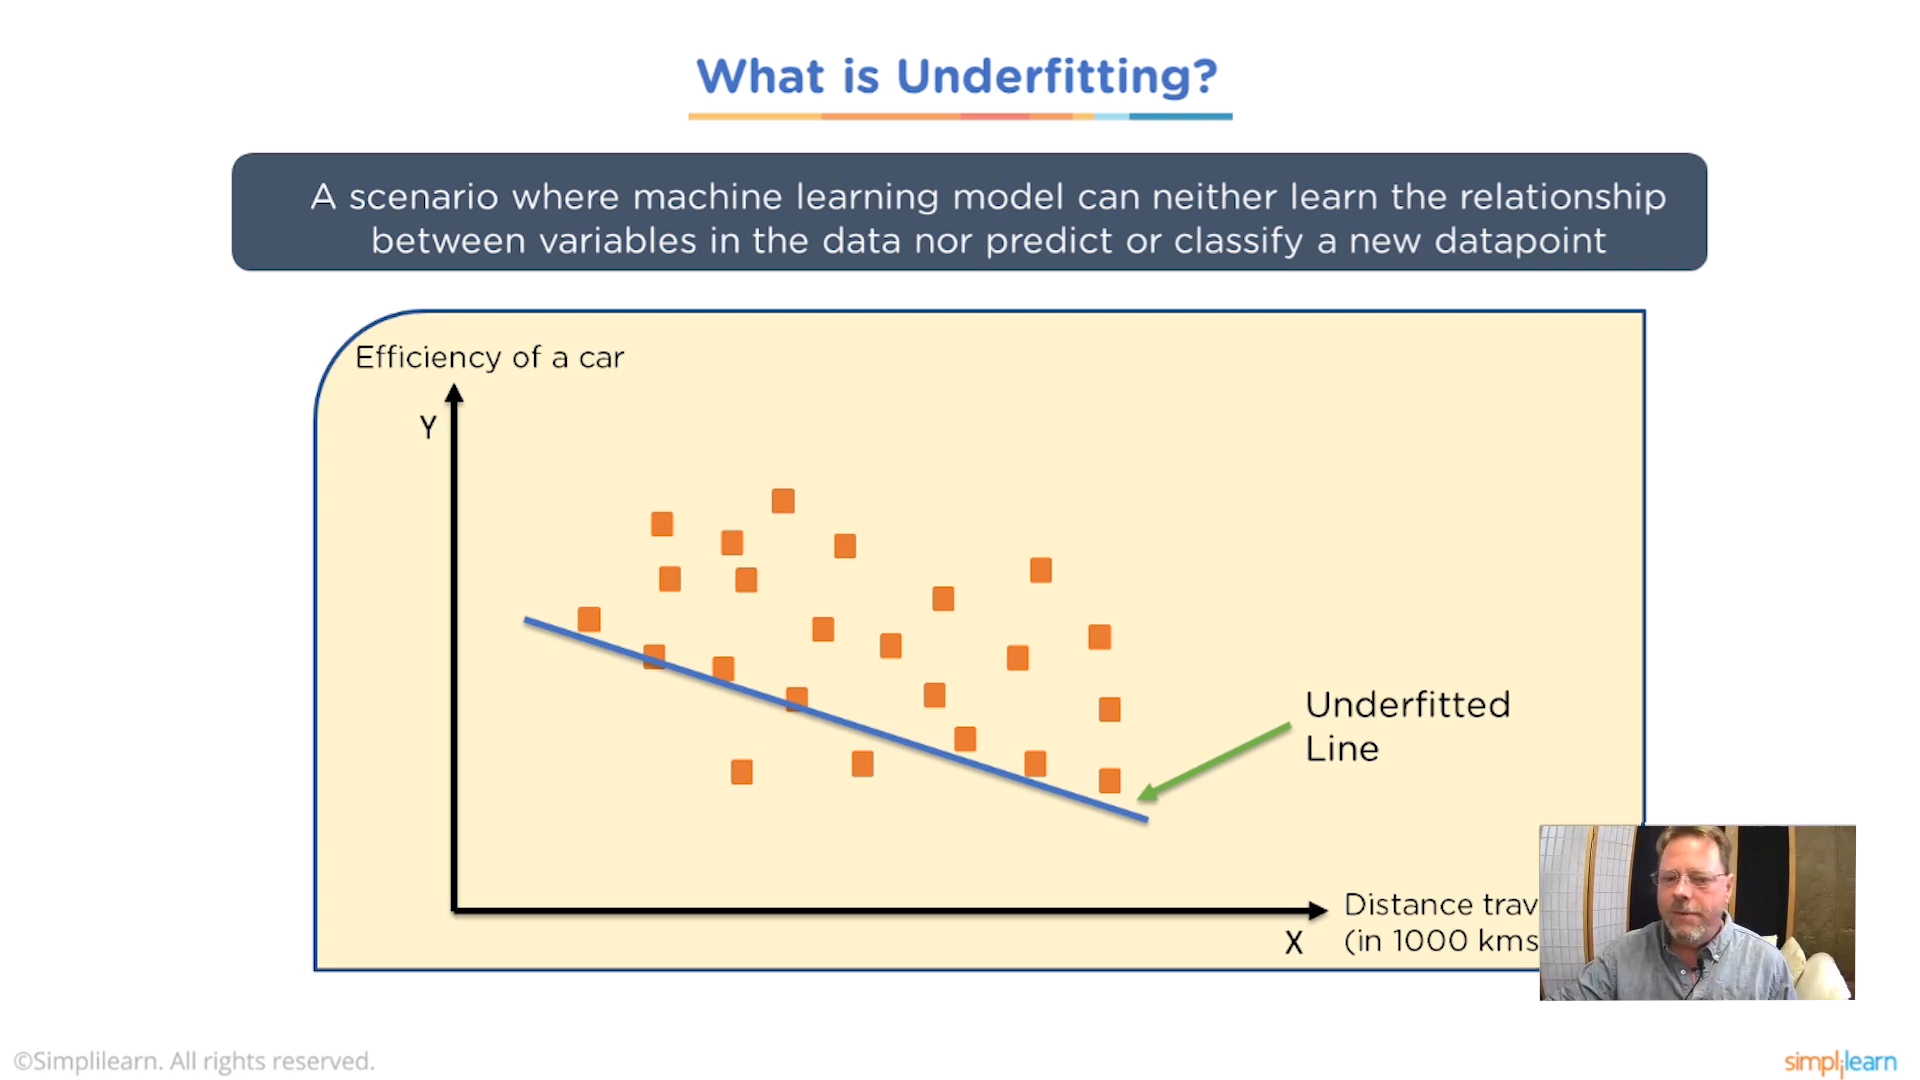 What is Underfitting?
A scenario where machine learning model can neither learn the relationship
between variables in the data nor predict or classify a new datapoint
Efficiency of a car
Y
Underfitted
Line
Distance trav
X
(in 1000 kms
©Simplilearn. All rights reserved.
simplilearn